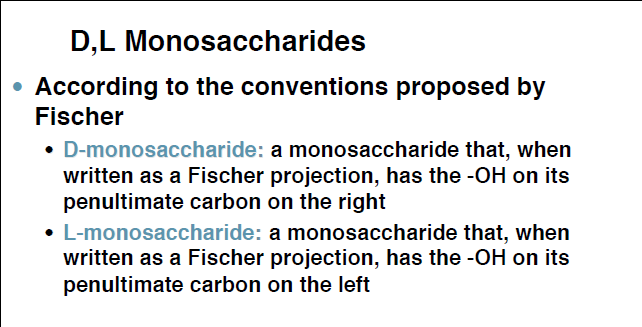 D,L Monosaccharides
• According to the conventions proposed by
Fischer
• D-monosaccharide: a monosaccharide that, when
written as a Fischer projection, has the -OH on its
penultimate carbon on the right
• L-monosaccharide: a monosaccharide that, when
written as a Fischer projection, has the -OH on its
penultimate carbon on the left